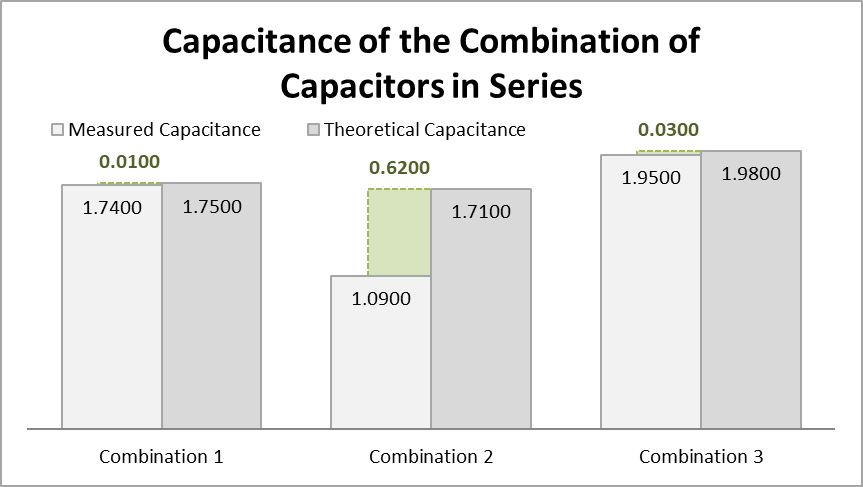 Capacitance of the Combination of
Capacitors in Series
Measured Capacitance
Theoretical Capacitance
0.0100
0.6200
0.0300
1.7400
1.7500
1.0900
1.7100
1.9500
1.9800
Combination 1
Combination 2
Combination 3